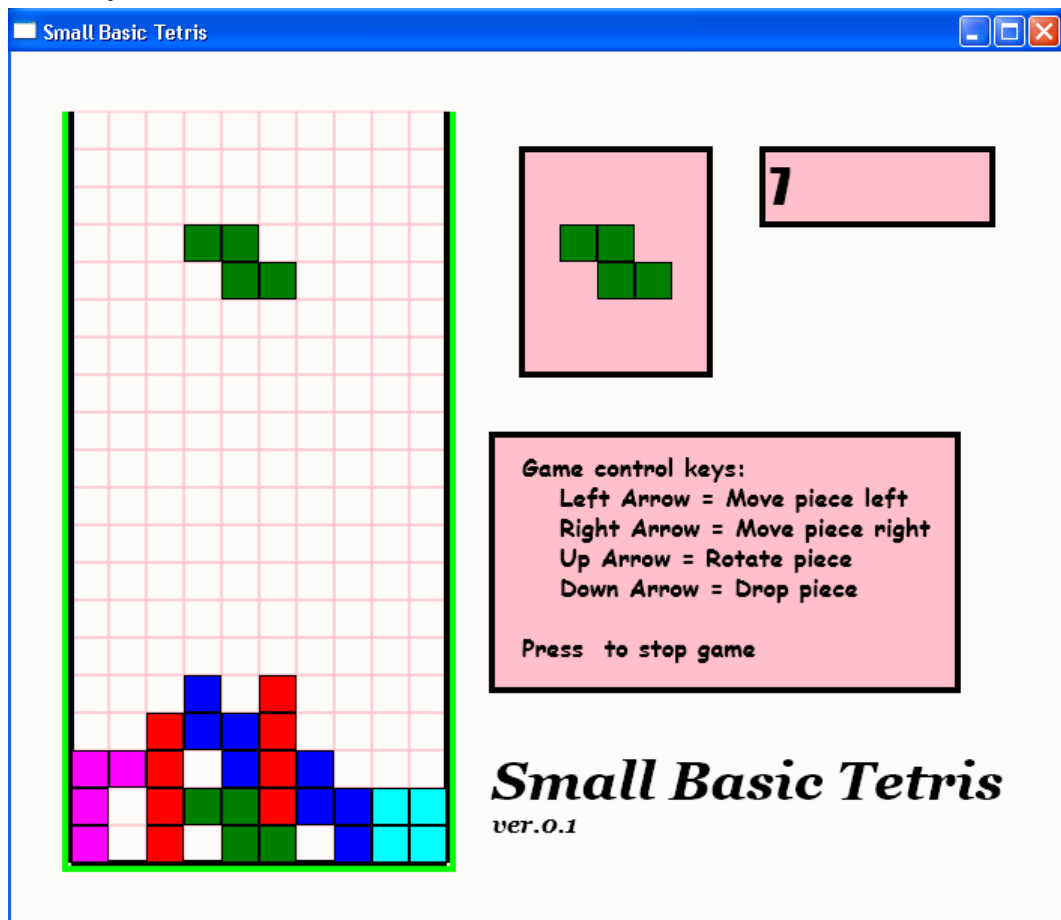 Small Basic Tetris
7
Game control keys:
Left Arrow = Move piece left
Right Arrow = Move piece right
Up Arrow = Rotate piece
Down Arrow = Drop piece
Press  to stop game
Small Basic Tetris
ver.0.1